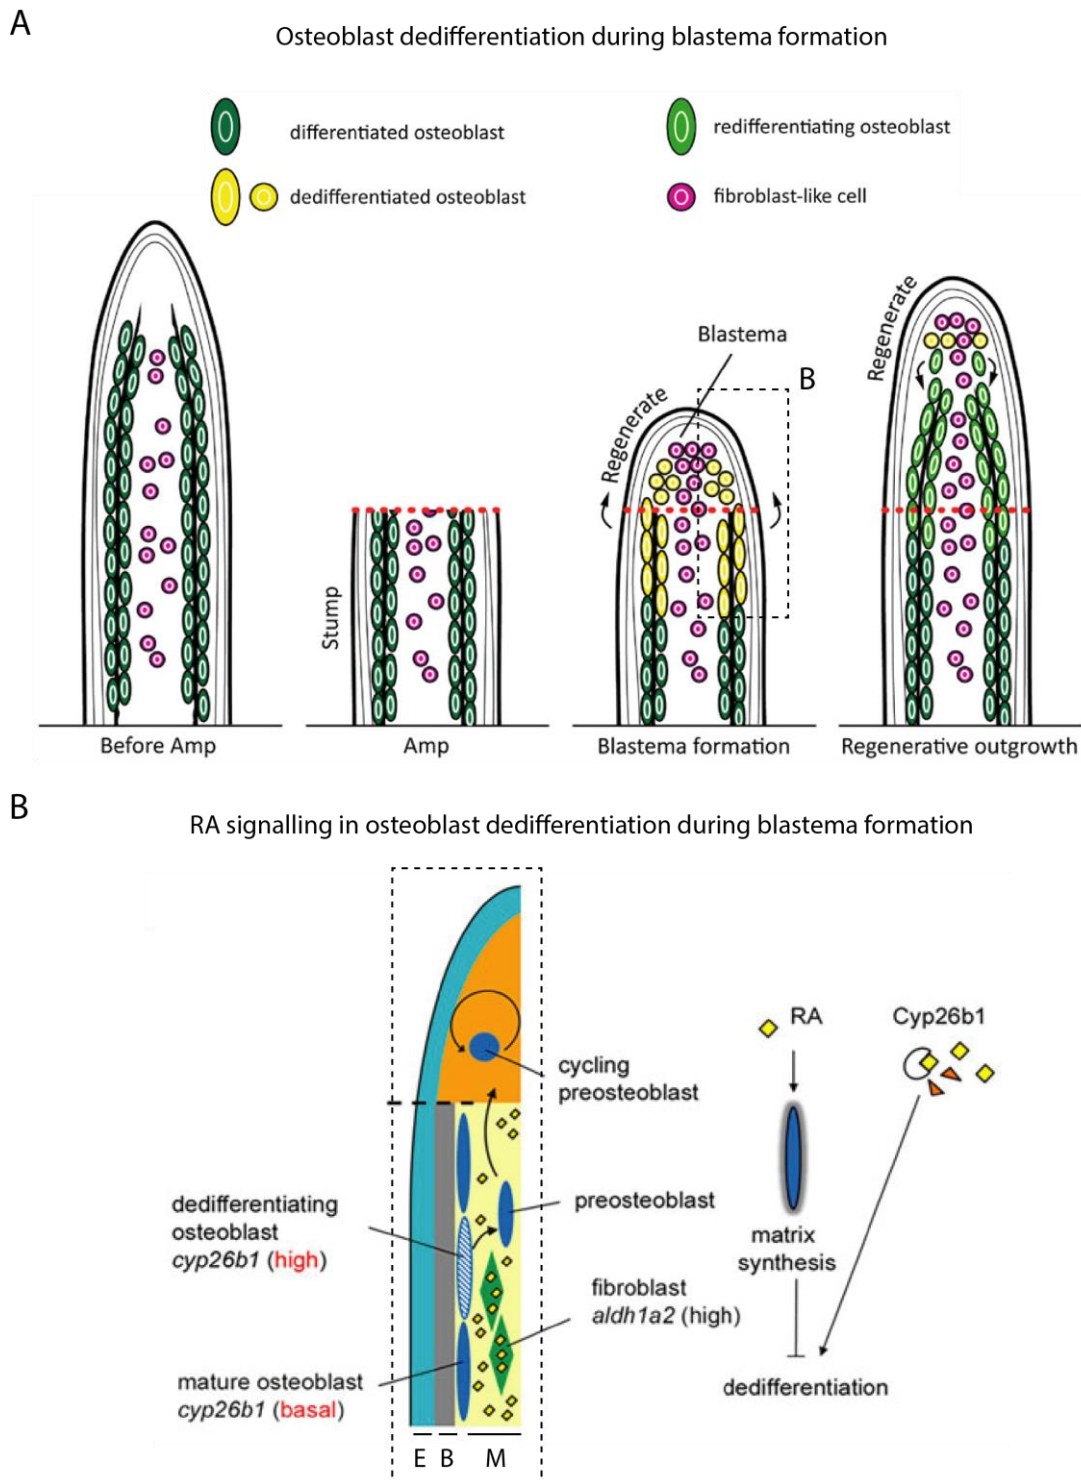 A
Osteoblast dedifferentiation during blastema formation
differentiated osteoblast
redifferentiating osteoblast
dedifferentiated osteoblast
fibroblast-like cell
Regenerate
Blastema
B
Regenerate
Stump
Before Amp
Amp
Blastema formation
Regenerative outgrowth
B
RA signalling in osteoblast dedifferentiation during blastema formation
RA
Cyp26b1
cycling
preosteoblast
dedifferentiating
osteoblast
cyp26b1 (high)
preosteoblast
matrix
synthesis
fibroblast
aldh1a2 (high)
mature osteoblast
cyp26b1 (basal)
dedifferentiation
E B M